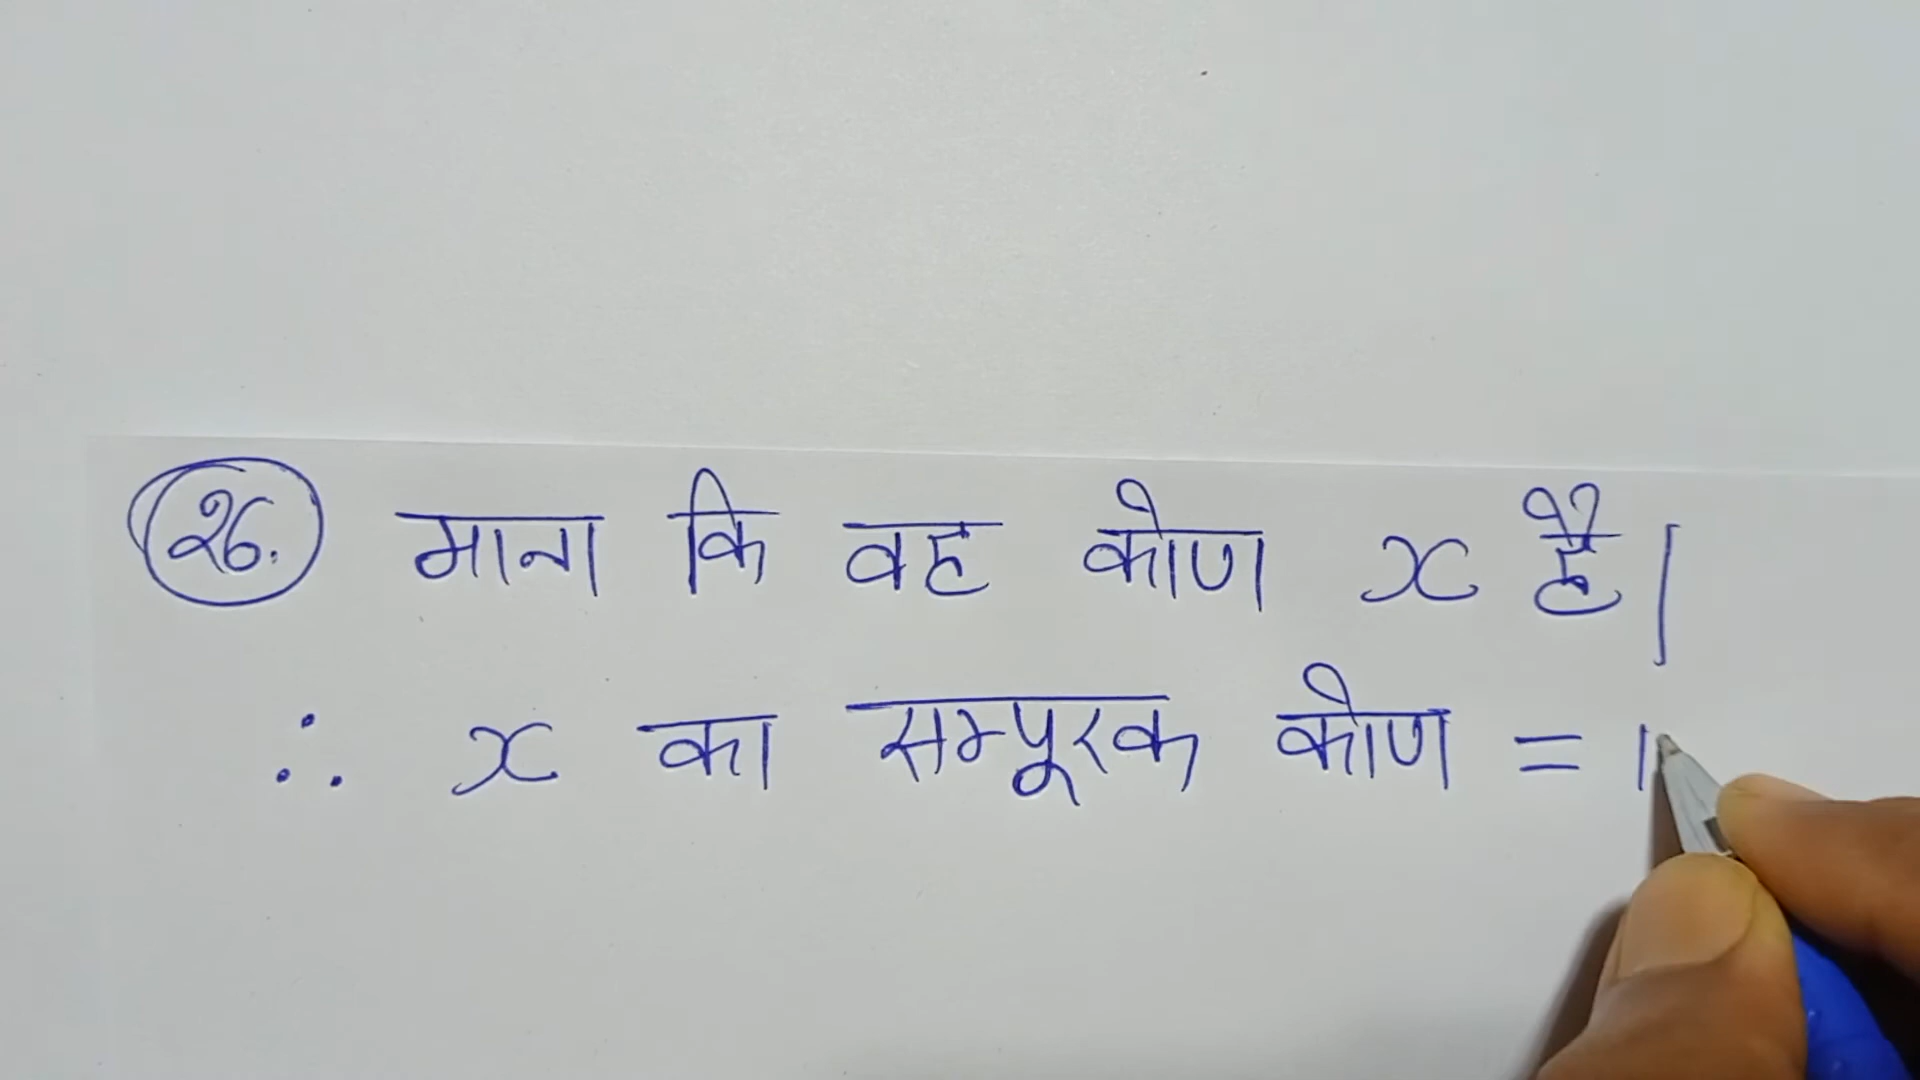 26. माना कि वह कोण x है।
∴ x का सम्पूरक कोण = 1